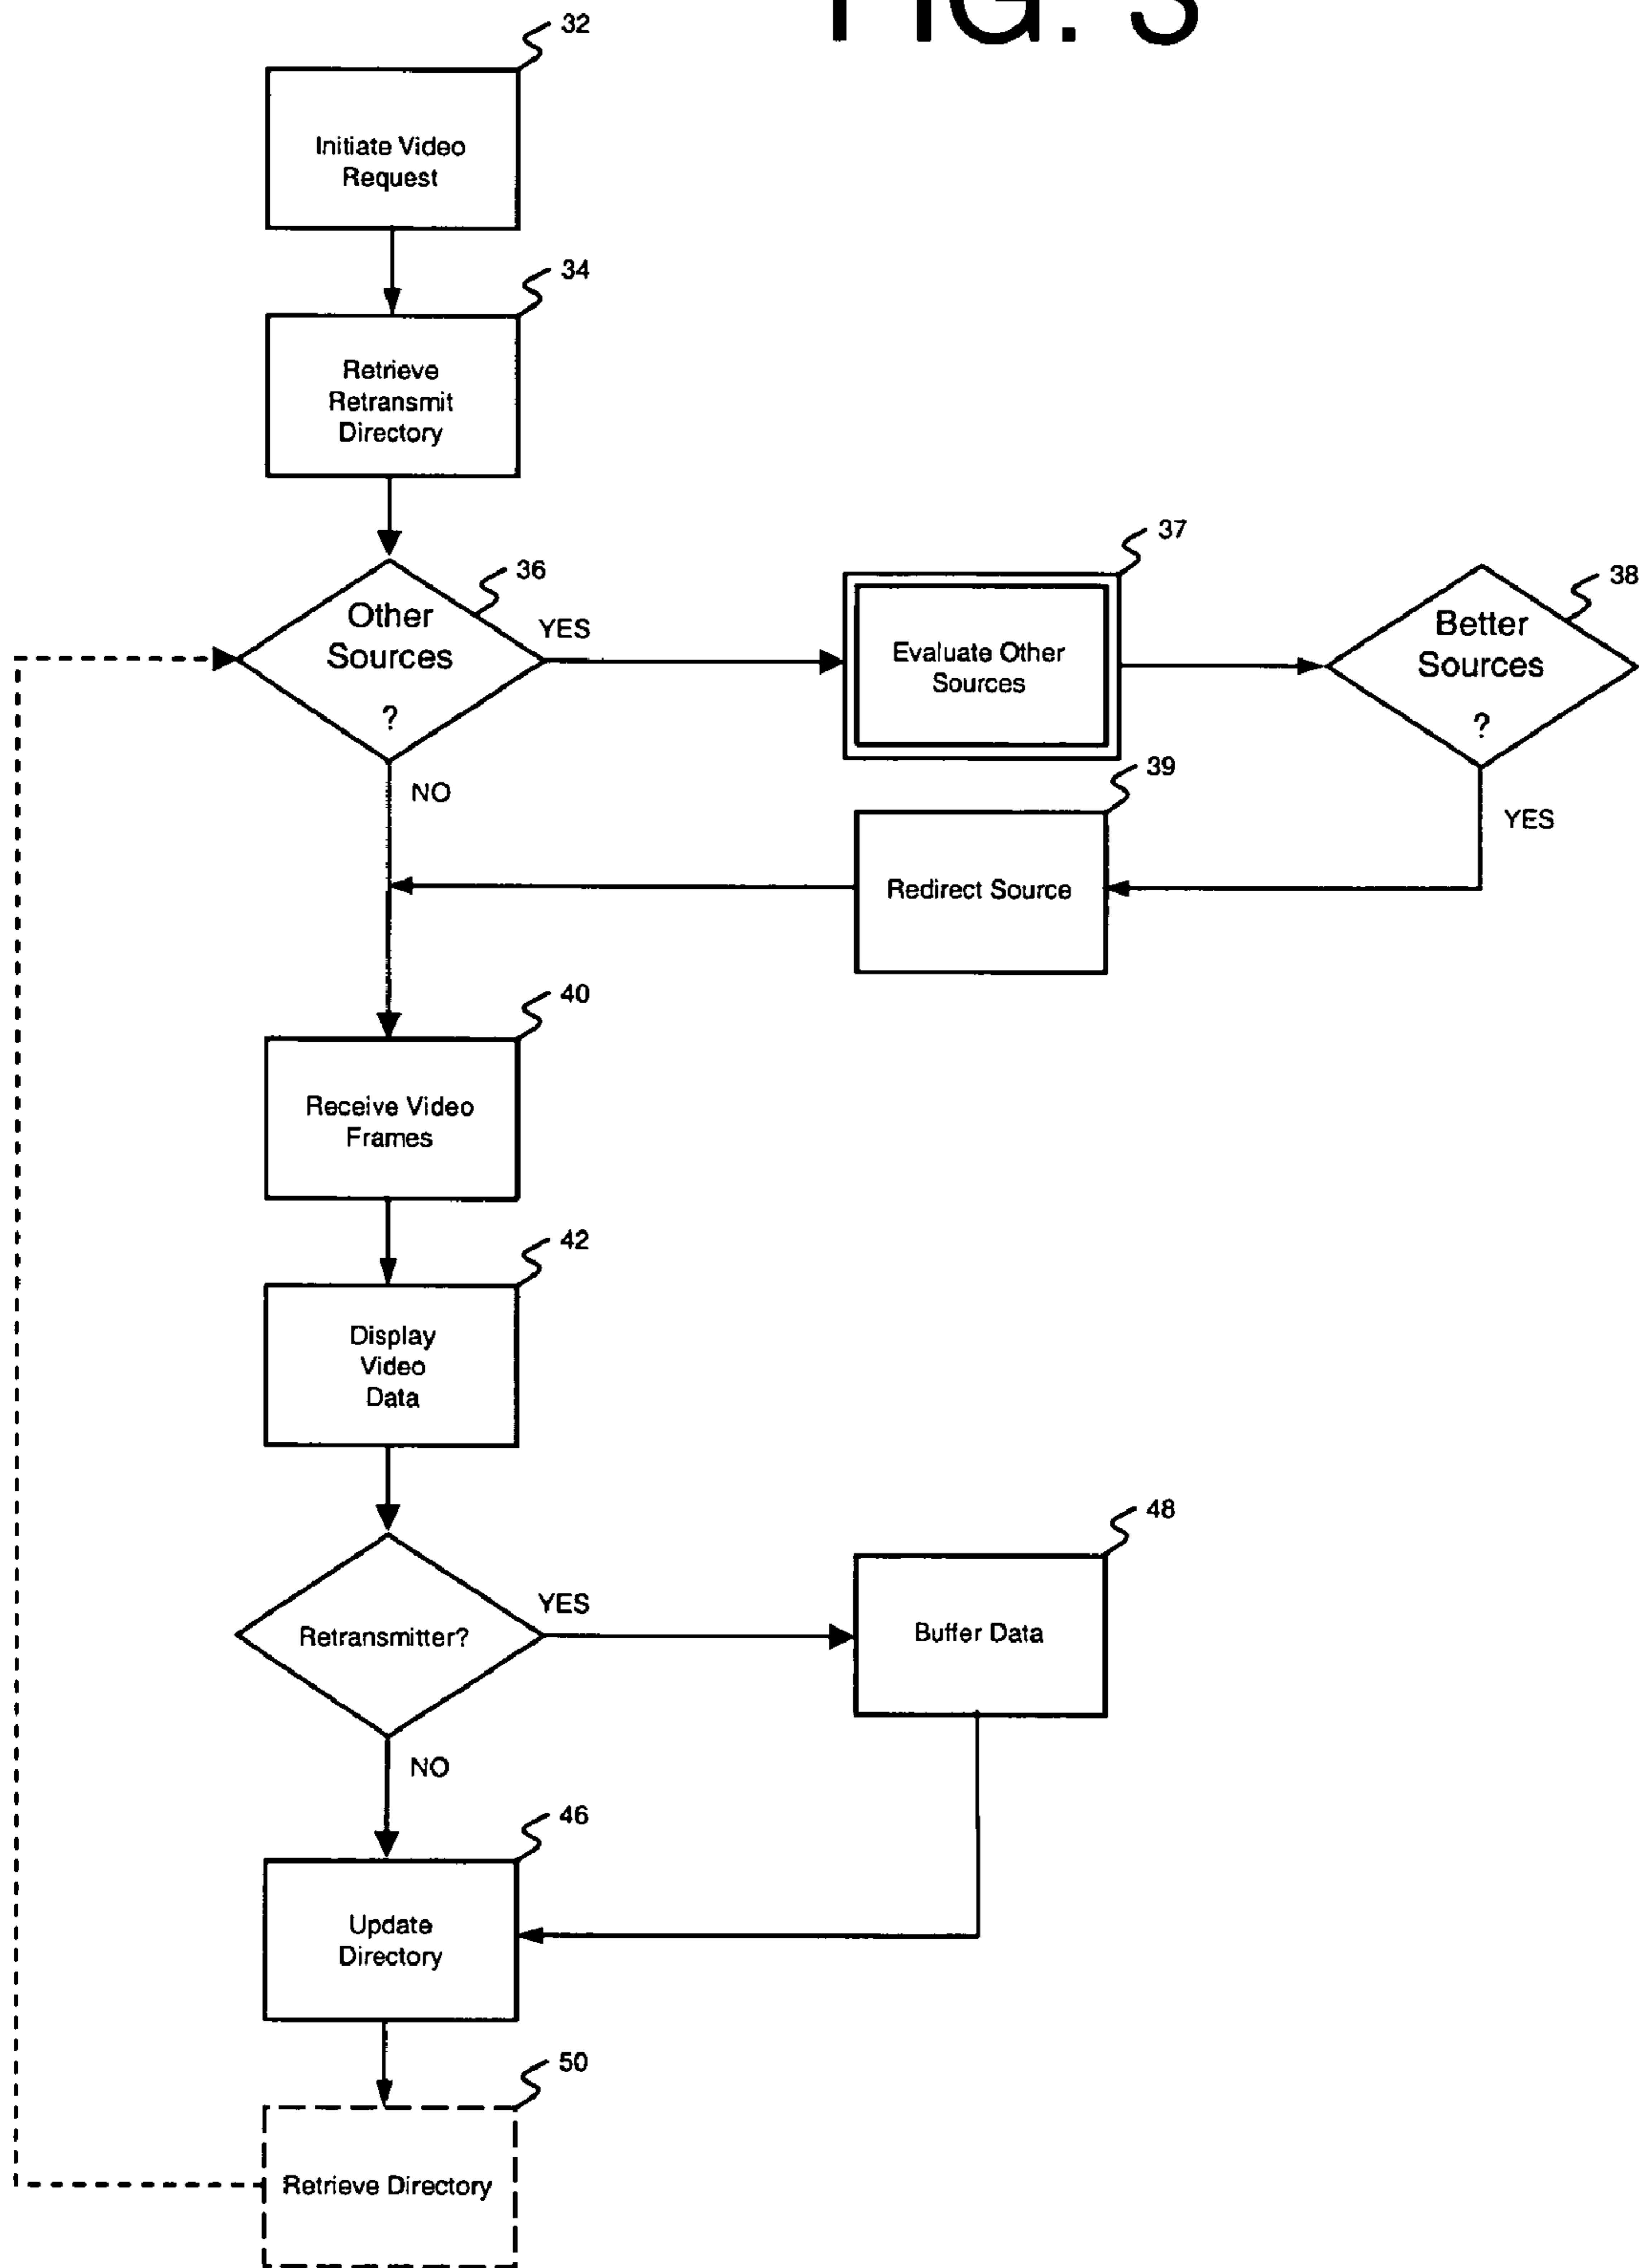 FIG. 3
32
Initiate Video
Request
34
Retrieve
Retransmit
Directory
36
Other
Sources
?
YES
NO
37
Evaluate Other
Sources
38
Better
Sources
?
YES
39
Redirect Source
40
Receive Video
Frames
42
Display
Video
Data
Retransmitter?
YES
NO
48
Buffer Data
46
Update
Directory
50
Retrieve Directory